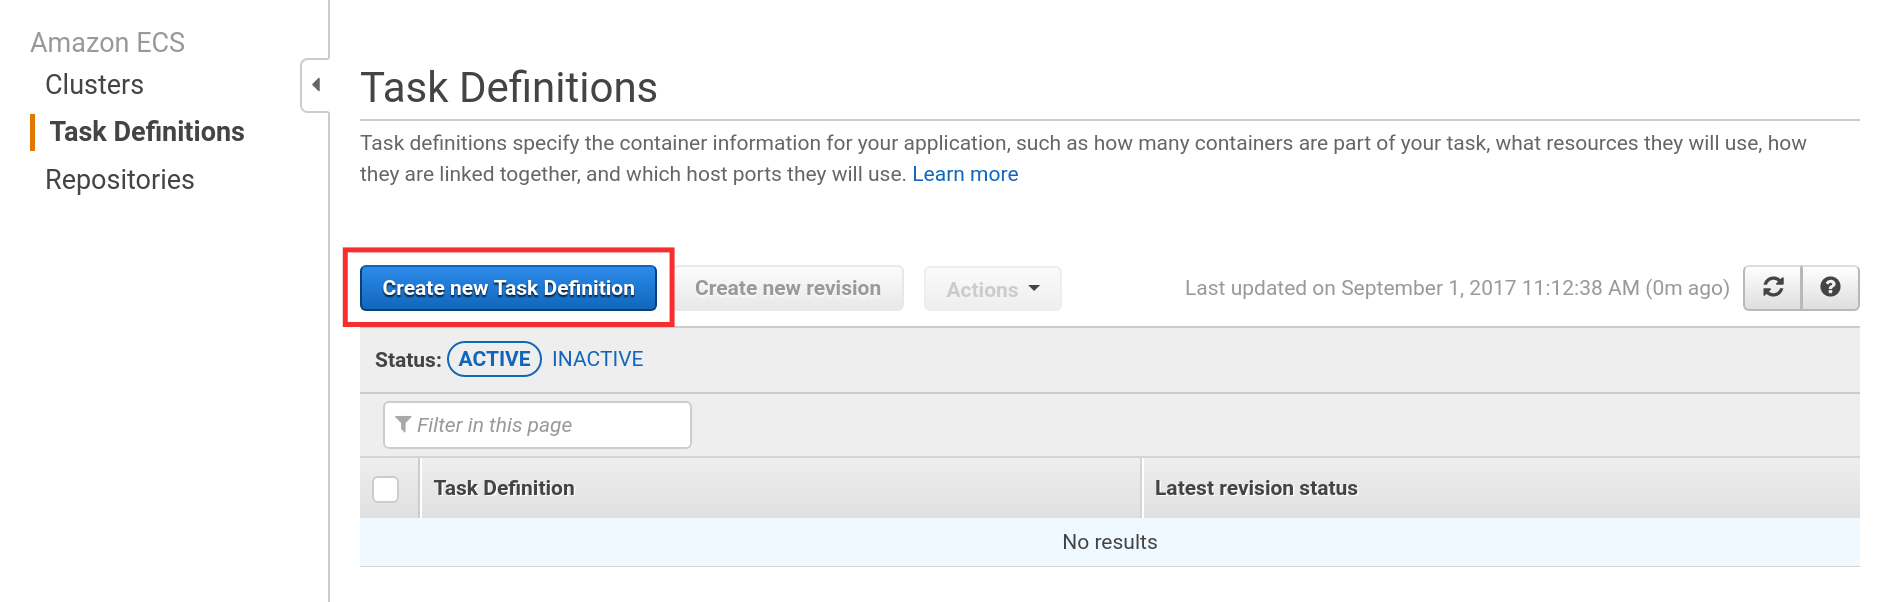 Amazon ECS
Clusters
Task Definitions
Repositories
Task Definitions
Task definitions specify the container information for your application, such as how many containers are part of your task, what resources they will use, how
they are linked together, and which host ports they will use. Learn more
Create new Task Definition
Create new revision
Actions
Last updated on September 1, 2017 11:12:38 AM (0m ago)
?
Status: ACTIVE INACTIVE
Filter in this page
Task Definition
Latest revision status
No results